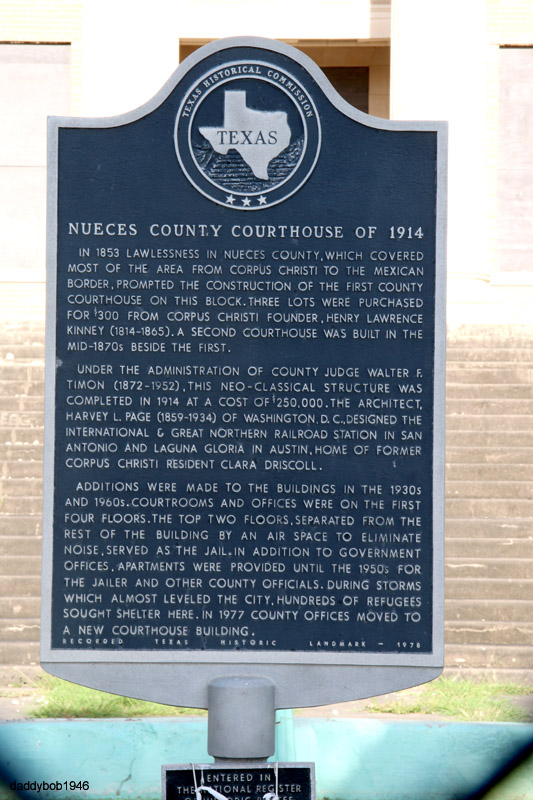 TEXAS HISTORICAL COMMISSION
TEXAS
NUECES COUNTY COURTHOUSE OF 1914
IN 1853 LAWLESSNESS IN NUECES COUNTY, WHICH COVERED
MOST OF THE AREA FROM CORPUS CHRISTI TO THE MEXICAN
BORDER, PROMPTED THE CONSTRUCTION OF THE FIRST COUNTY
COURTHOUSE ON THIS BLOCK. THREE LOTS WERE PURCHASED
FOR $300 FROM CORPUS CHRISTI FOUNDER, HENRY LAWRENCE
KINNEY (1814-1865). A SECOND COURTHOUSE WAS BUILT IN THE
MID-1870s BESIDE THE FIRST.
UNDER THE ADMINISTRATION OF COUNTY JUDGE WALTER F.
TIMON (1872-1952), THIS NEO-CLASSICAL STRUCTURE WAS
COMPLETED IN 1914 AT A COST OF $250,000. THE ARCHITECT,
HARVEY L. PAGE (1859-1934) OF WASHINGTON, D.C., DESIGNED THE
INTERNATIONAL & GREAT NORTHERN RAILROAD STATION IN SAN
ANTONIO AND LAGUNA GLORIA IN AUSTIN, HOME OF FORMER
CORPUS CHRISTI RESIDENT CLARA DRISCOLL.
ADDITIONS WERE MADE TO THE BUILDINGS IN THE 1930s
AND 1960s. COURTROOMS AND OFFICES WERE ON THE FIRST
FOUR FLOORS. THE TOP TWO FLOORS, SEPARATED FROM THE
REST OF THE BUILDING BY AN AIR SPACE TO ELIMINATE
NOISE, SERVED AS THE JAIL. IN ADDITION TO GOVERNMENT
OFFICES, APARTMENTS WERE PROVIDED UNTIL THE 1950s FOR
THE JAILER AND OTHER COUNTY OFFICIALS. DURING STORMS
WHICH ALMOST LEVELED THE CITY, HUNDREDS OF REFUGEES
SOUGHT SHELTER HERE. IN 1977 COUNTY OFFICES MOVED TO
A NEW COURTHOUSE BUILDING.
RECORDED TEXAS HISTORIC LANDMARK - 1978
ENTERED IN
THE NATIONAL REGISTER
daddybob1946